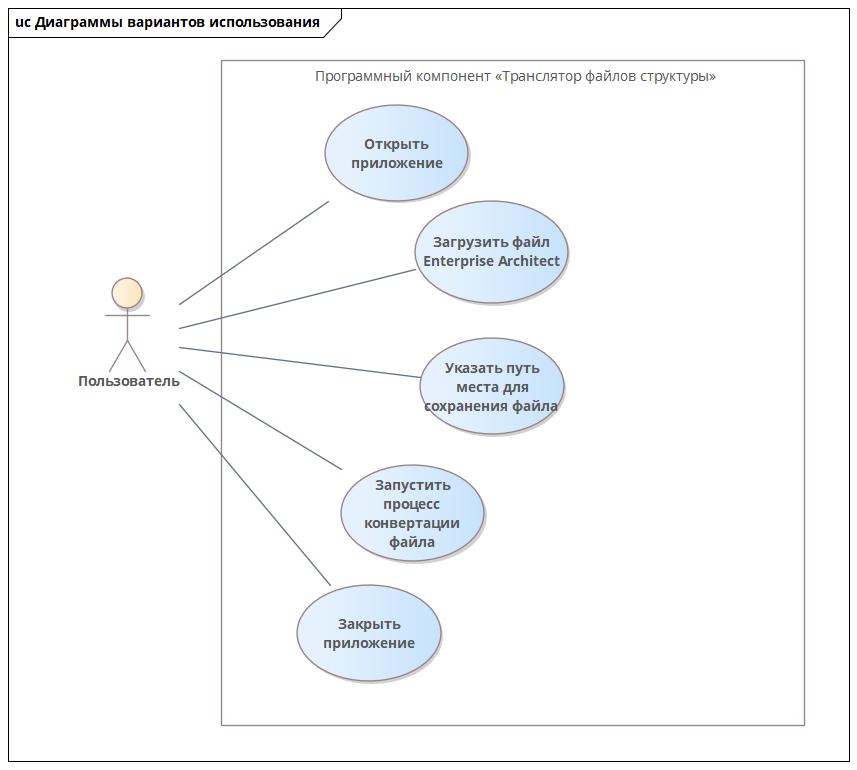 uc Диаграммы вариантов использования
Программный компонент «Транслятор файлов структуры»
Открыть
приложение
Загрузить файл
Enterprise Architect
Пользователь
Указать путь
места для
сохранения файла
Запустить
процесс
конвертации
файла
Закрыть
приложение